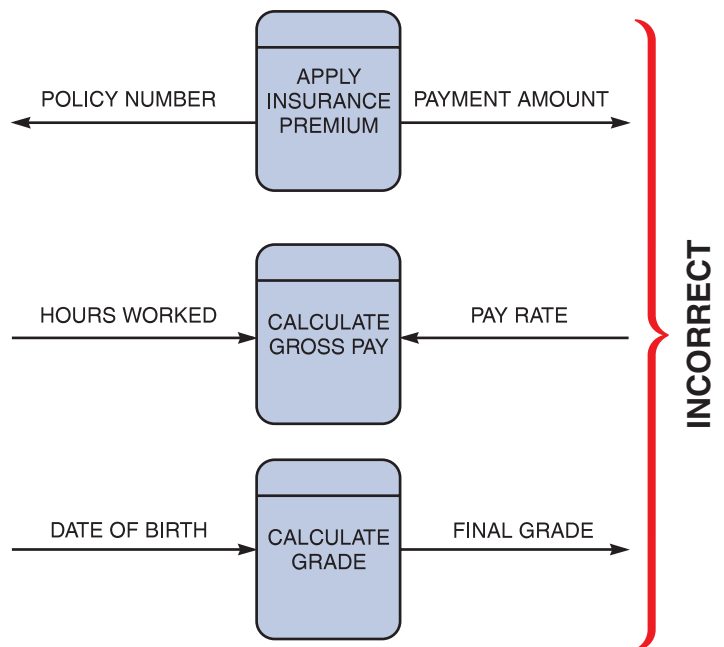 POLICY NUMBER
APPLY
INSURANCE
PREMIUM
PAYMENT AMOUNT
HOURS WORKED
CALCULATE
GROSS PAY
PAY RATE
DATE OF BIRTH
CALCULATE
GRADE
FINAL GRADE
INCORRECT